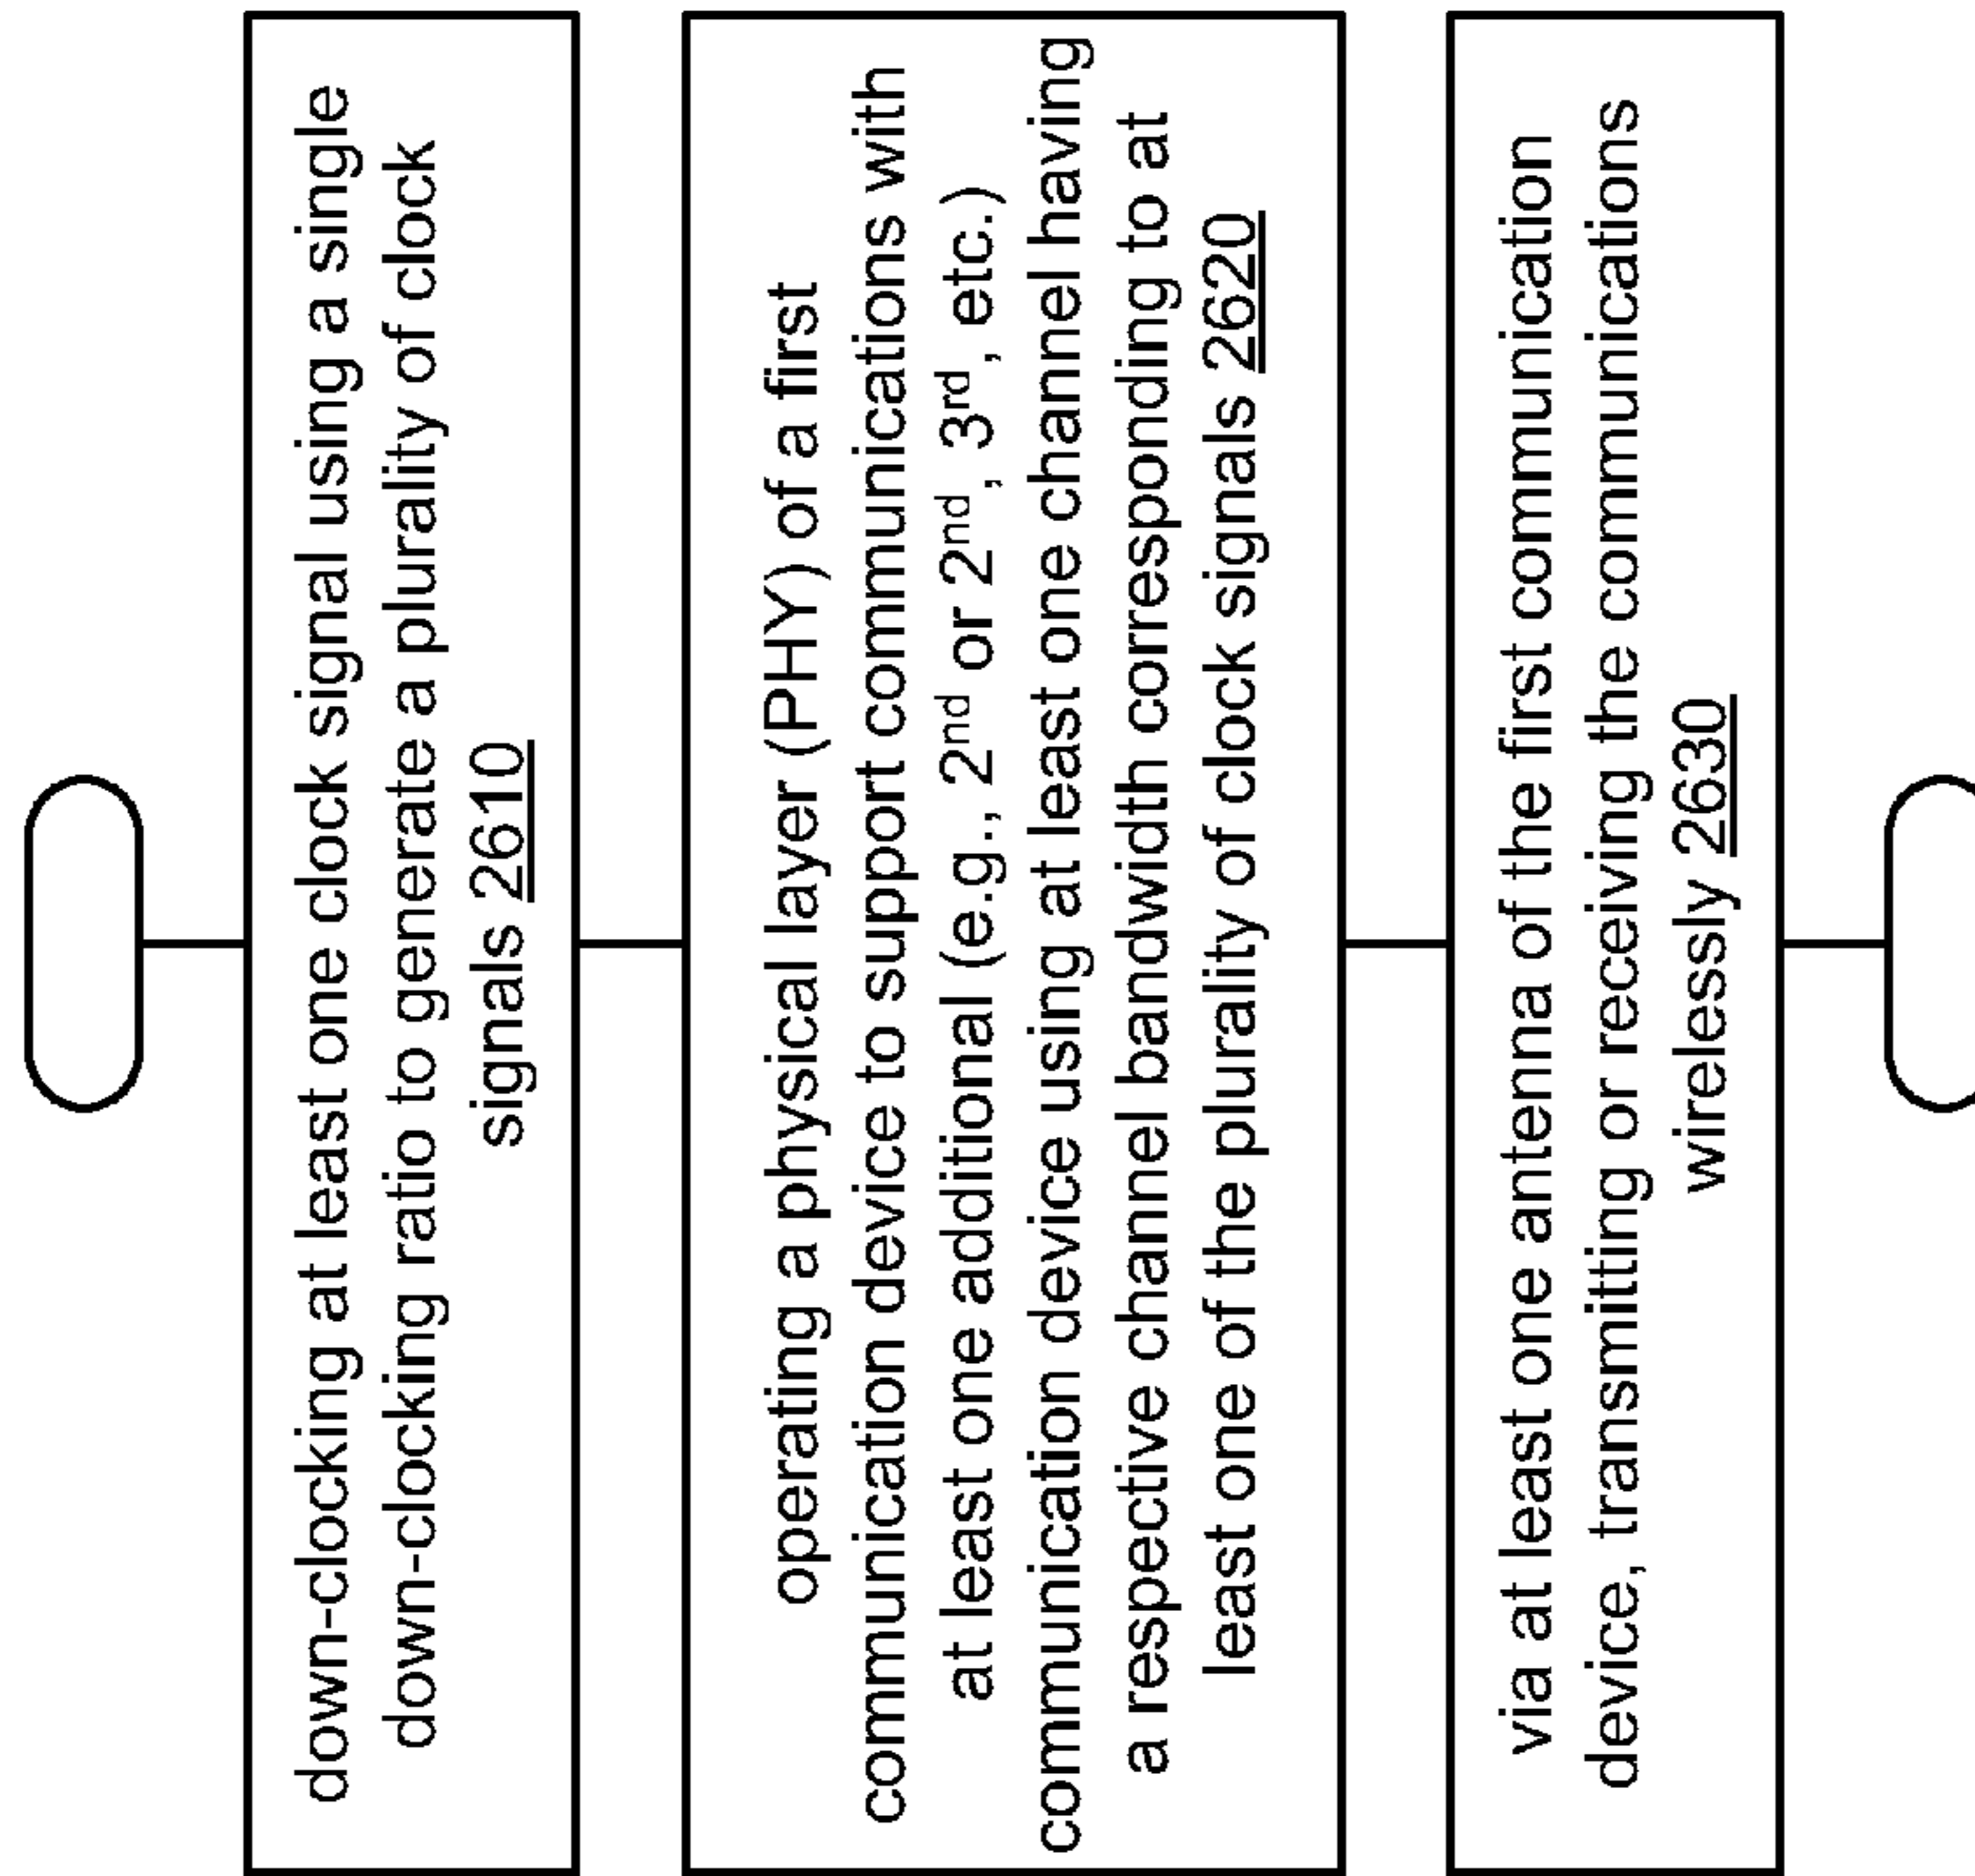 down-clocking at least one clock signal using a single
down-clocking ratio to generate a plurality of clock
signals 2610
operating a physical layer (PHY) of a first
communication device to support communications with
at least one additional (e.g., 2nd or 2nd, 3rd, etc.)
communication device using at least one channel having
a respective channel bandwidth corresponding to at
least one of the plurality of clock signals 2620
via at least one antenna of the first communication
device, transmitting or receiving the communications
wirelessly 2630